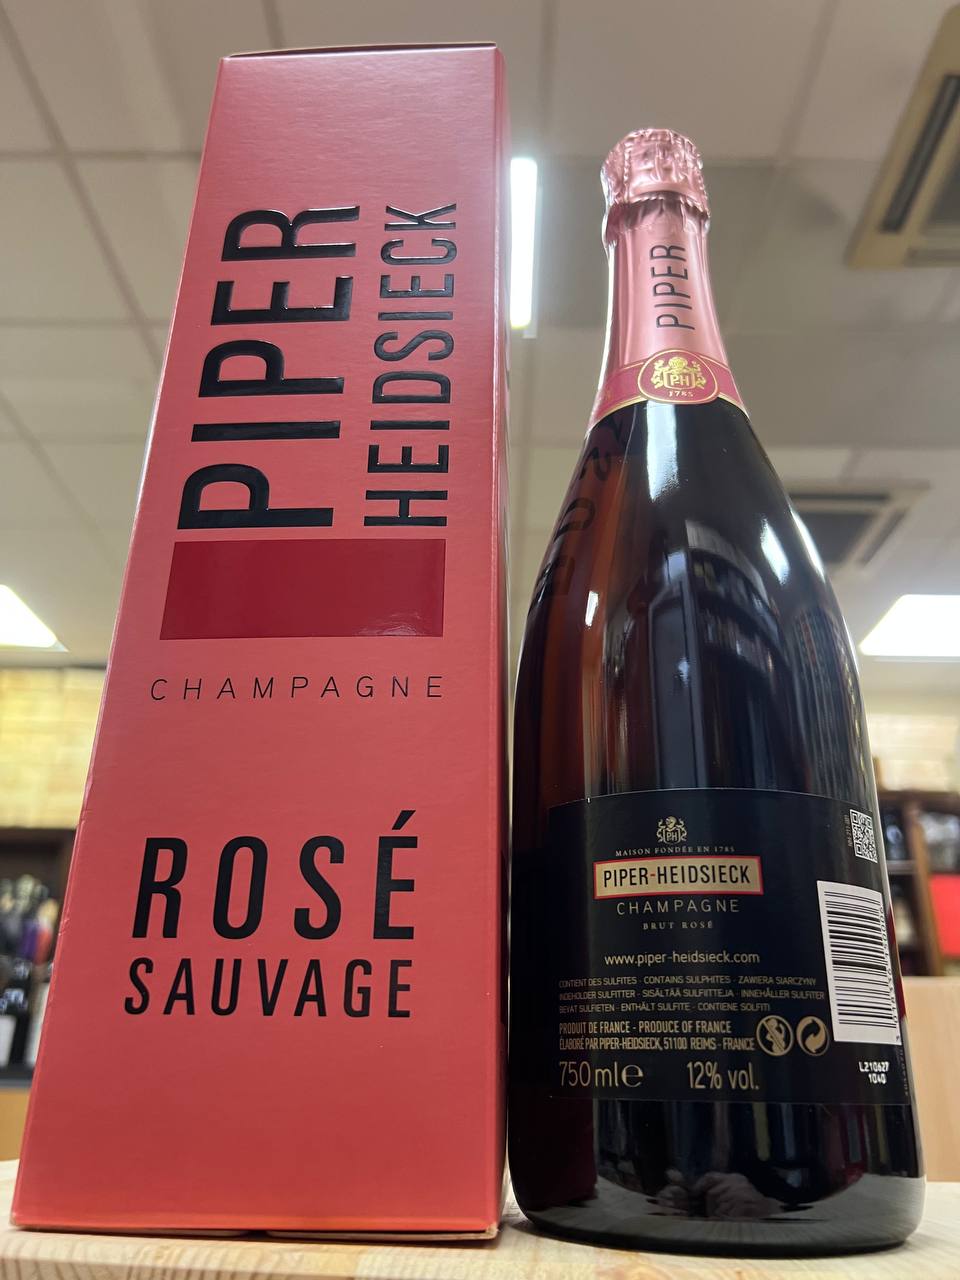 PIPER
HEIDSIECK
CHAMPAGNE
ROSÉ
SAUVAGE
PIPER
PH
1785
PH
MAISON FONDÉE EN 1785
PIPER-HEIDSIECK
CHAMPAGNE
BRUT ROSÉ
www.piper-heidsieck.com
CONTIENT DES SULFITES - CONTAINS SULPHITES - ZAWIERA SIARCZYNY
INDEHOLDER SULFITTER - SISÄLTÄÄ SULFIITTEJA - INNEHÅLLER SULFITER
BEVAT SULFIETEN - ENTHÄLT SULFITE - CONTIENE SOLFITI
PRODUIT DE FRANCE - PRODUCE OF FRANCE
ÉLABORÉ PAR PIPER-HEIDSIECK, 51100 REIMS - FRANCE
750 ml e
12% vol.
L210627
1040